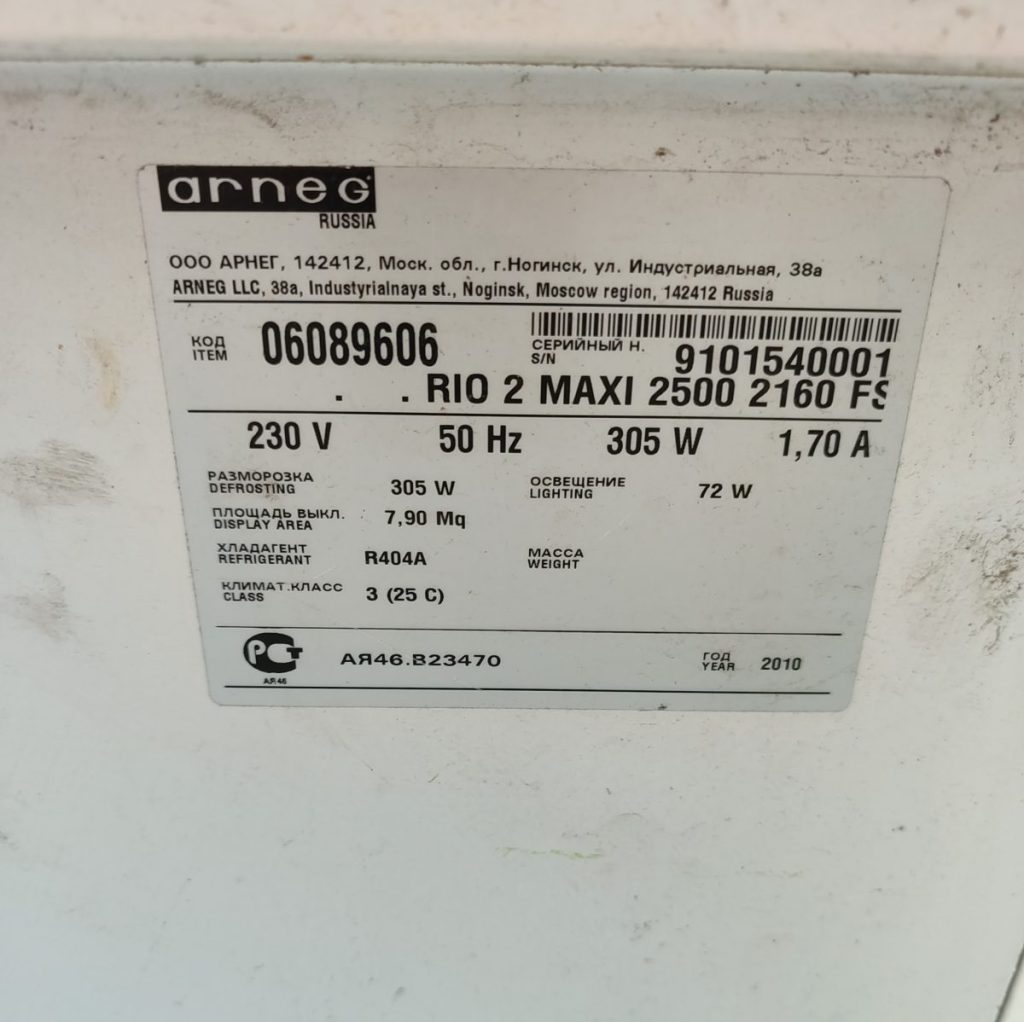 arneg
RUSSIA
ООО АРНЕГ, 142412, Моск. обл., г.Ногинск, ул. Индустриальная, 38а
ARNEG LLC, 38a, Industyrialnaya st., Noginsk, Moscow region, 142412 Russia
КОД 06089606 СЕРИЙНЫЙ Н. 9101540001
ITEM S/N
. . RIO 2 MAXI 2500 2160 FS
230 V 50 Hz 305 W 1,70 A
РАЗМОРОЗКА 305 W ОСВЕЩЕНИЕ 72 W
DEFROSTING LIGHTING
ПЛОЩАДЬ ВЫКЛ. 7,90 Mq
DISPLAY AREA
ХЛАДАГЕНТ R404A МАССА
REFRIGERANT WEIGHT
КЛИМАТ.КЛАСС 3 (25 C)
CLASS
РСТ АЯ46.В23470 ГОД 2010
АЯ46 YEAR